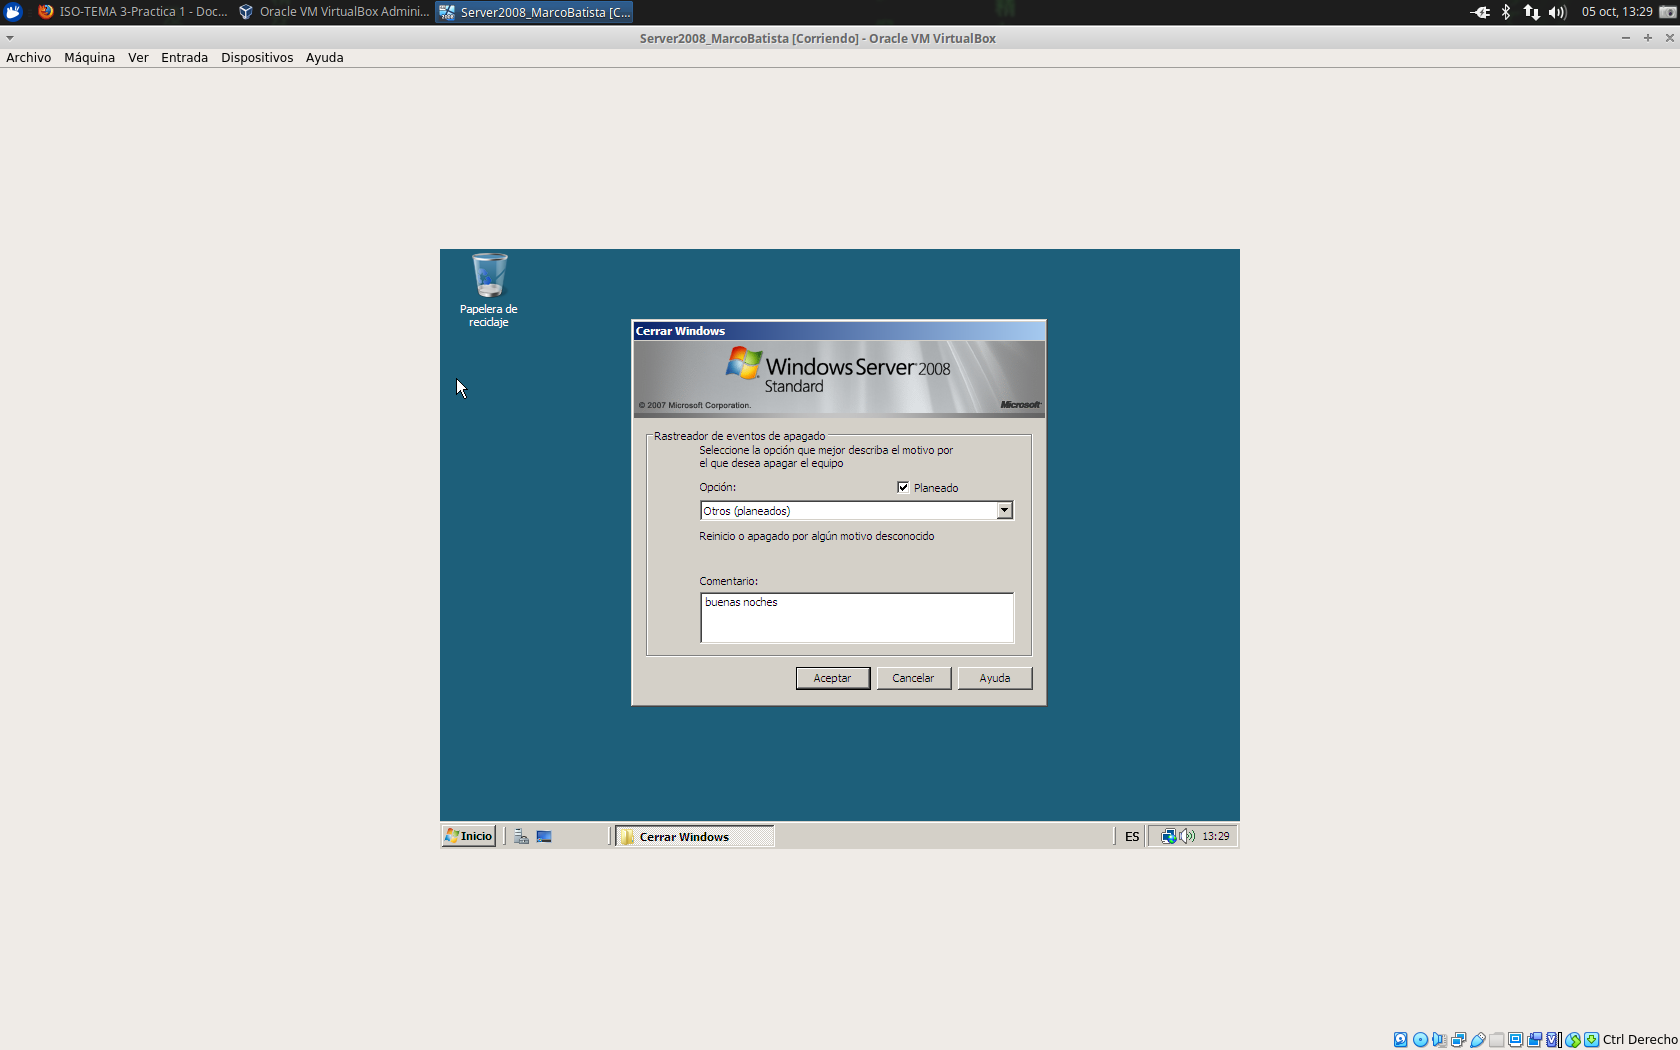 ISO-TEMA 3-Practica 1 - Doc... Oracle VM VirtualBox Admini... Server2008_MarcoBatista [C... 05 oct, 13:29
Server2008_MarcoBatista [Corriendo] - Oracle VM VirtualBox
Archivo Máquina Ver Entrada Dispositivos Ayuda
Papelera de
reciclaje
Cerrar Windows
Windows Server 2008
Standard
© 2007 Microsoft Corporation. Microsoft
Rastreador de eventos de apagado
Seleccione la opción que mejor describa el motivo por
el que desea apagar el equipo
Opción: Planeado
Otros (planeados)
Reinicio o apagado por algún motivo desconocido
Comentario:
buenas noches
Aceptar Cancelar Ayuda
Inicio Cerrar Windows ES 13:29
Ctrl Derecho